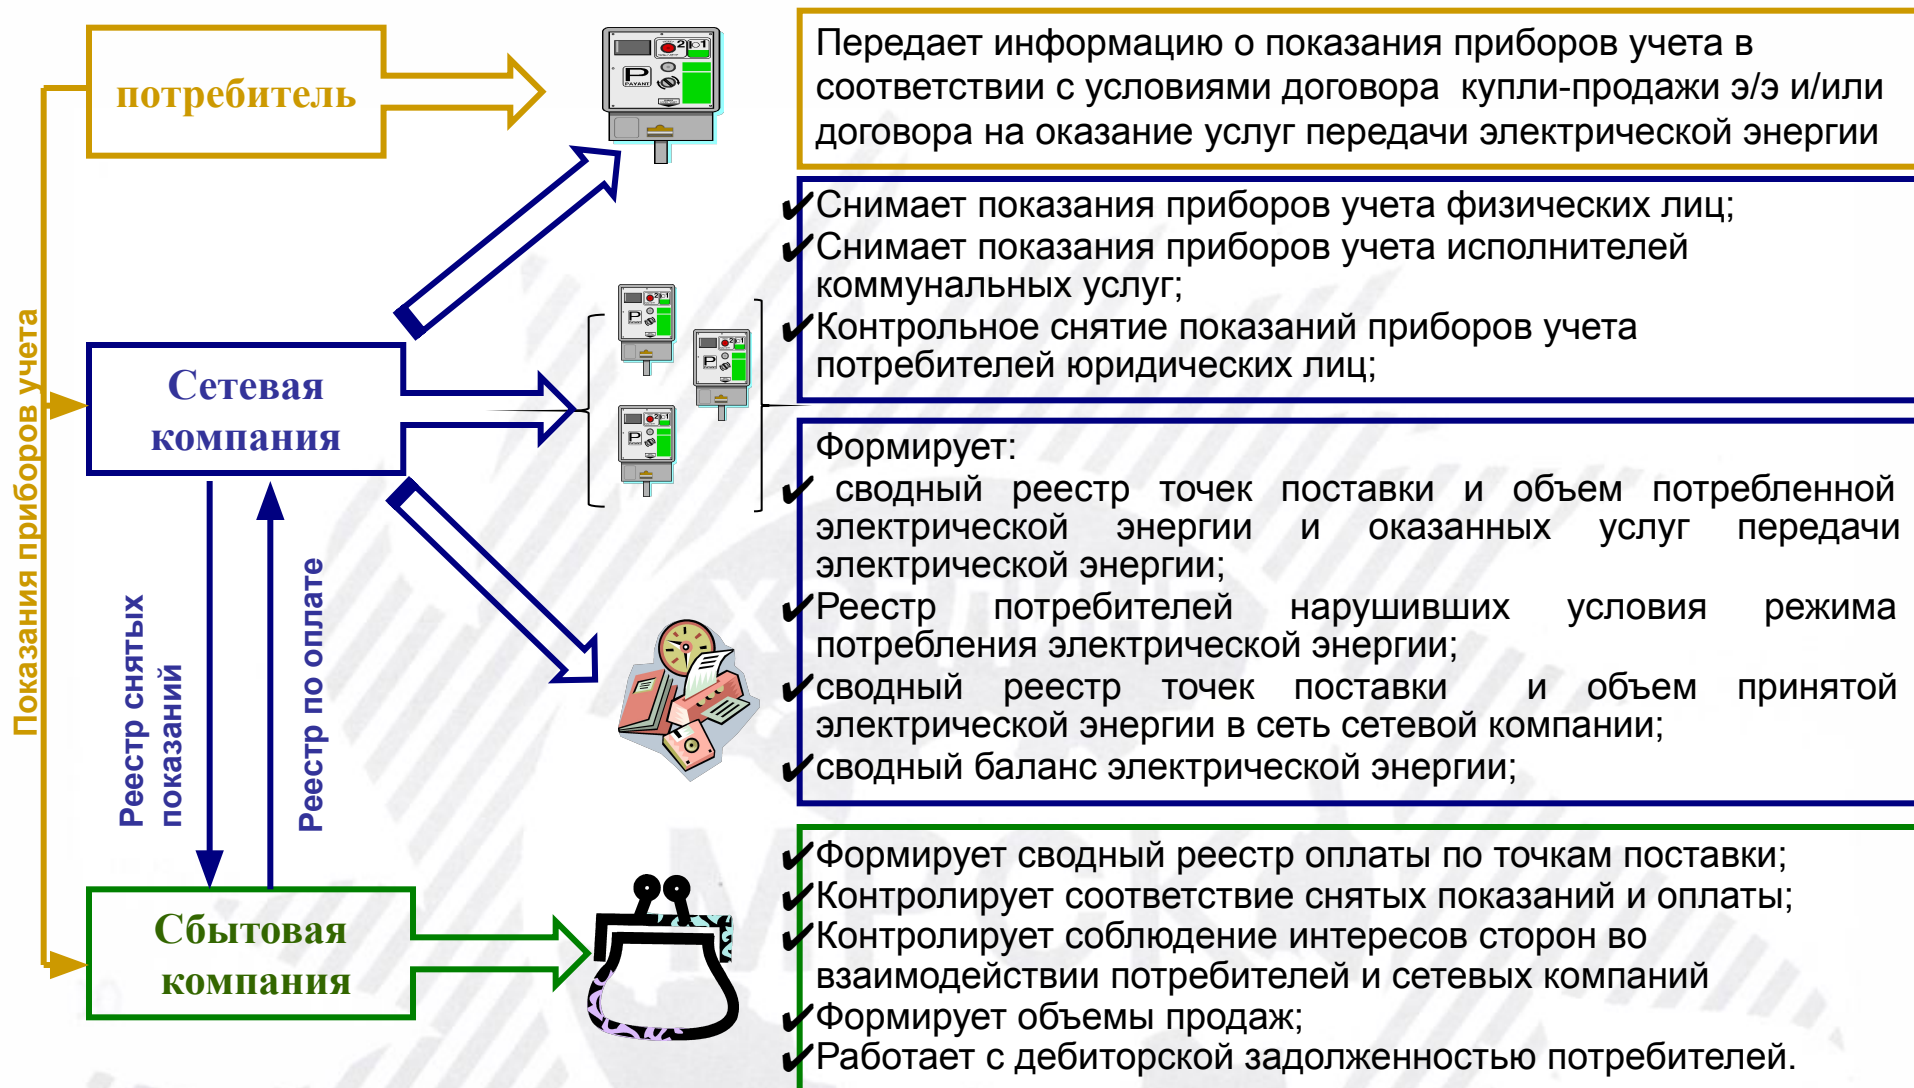 потребитель
Передает информацию о показания приборов учета в
соответствии с условиями договора купли-продажи э/э и/или
договора на оказание услуг передачи электрической энергии
Показания приборов учета
Сетевая
компания
Снимает показания приборов учета физических лиц;
Снимает показания приборов учета исполнителей
коммунальных услуг;
Контрольное снятие показаний приборов учета
потребителей юридических лиц;
Формирует:
сводный реестр точек поставки и объем потребленной
электрической энергии и оказанных услуг передачи
электрической энергии;
Реестр потребителей нарушивших условия режима
потребления электрической энергии;
сводный реестр точек поставки и объем принятой
электрической энергии в сеть сетевой компании;
сводный баланс электрической энергии;
Реестр снятых
показаний
Реестр по оплате
Сбытовая
компания
Формирует сводный реестр оплаты по точкам поставки;
Контролирует соответствие снятых показаний и оплаты;
Контролирует соблюдение интересов сторон во
взаимодействии потребителей и сетевых компаний
Формирует объемы продаж;
Работает с дебиторской задолженностью потребителей.
МРСК